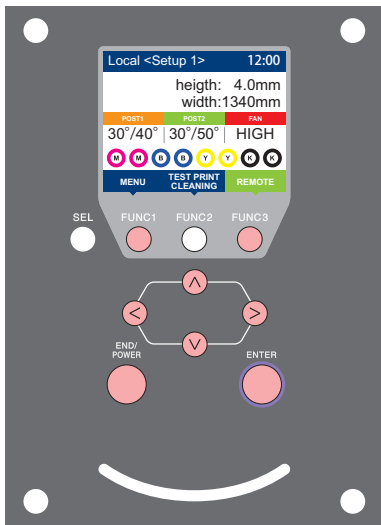 Local <Setup 1> 12:00
heigth: 4.0mm
width:1340mm
POST1 POST2 FAN
30°/40° 30°/50° HIGH
M M B B Y Y K K
MENU TEST PRINT CLEANING REMOTE
SEL FUNC1 FUNC2 FUNC3
<
>
END/
POWER
ENTER